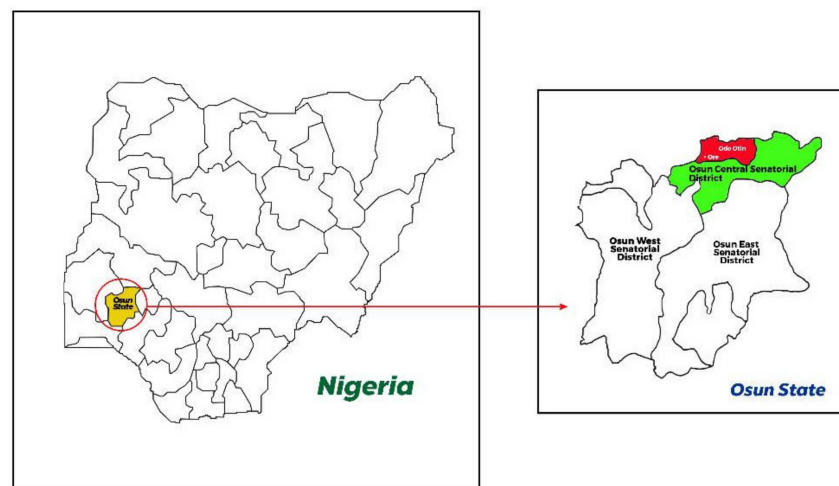 Osun
State
Nigeria
Odo Otin
• Ore
Osun Central Senatorial
District
Osun West
Senatorial
District
Osun East
Senatorial
District
Osun State